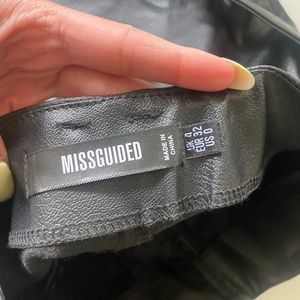 MISSGUIDED
MADE IN
CHINA
UK 4
EUR 32
US 0